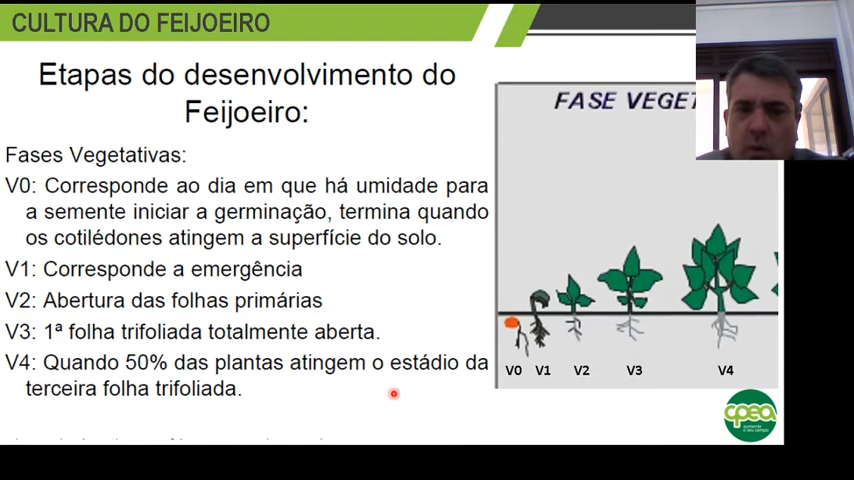 CULTURA DO FEIJOEIRO
Etapas do desenvolvimento do
Feijoeiro:
Fases Vegetativas:
V0: Corresponde ao dia em que há umidade para
a semente iniciar a germinação, termina quando
os cotilédones atingem a superfície do solo.
V1: Corresponde a emergência
V2: Abertura das folhas primárias
V3: 1ª folha trifoliada totalmente aberta.
V4: Quando 50% das plantas atingem o estádio da
terceira folha trifoliada.
FASE VEGET
V0 V1 V2 V3 V4
cpea